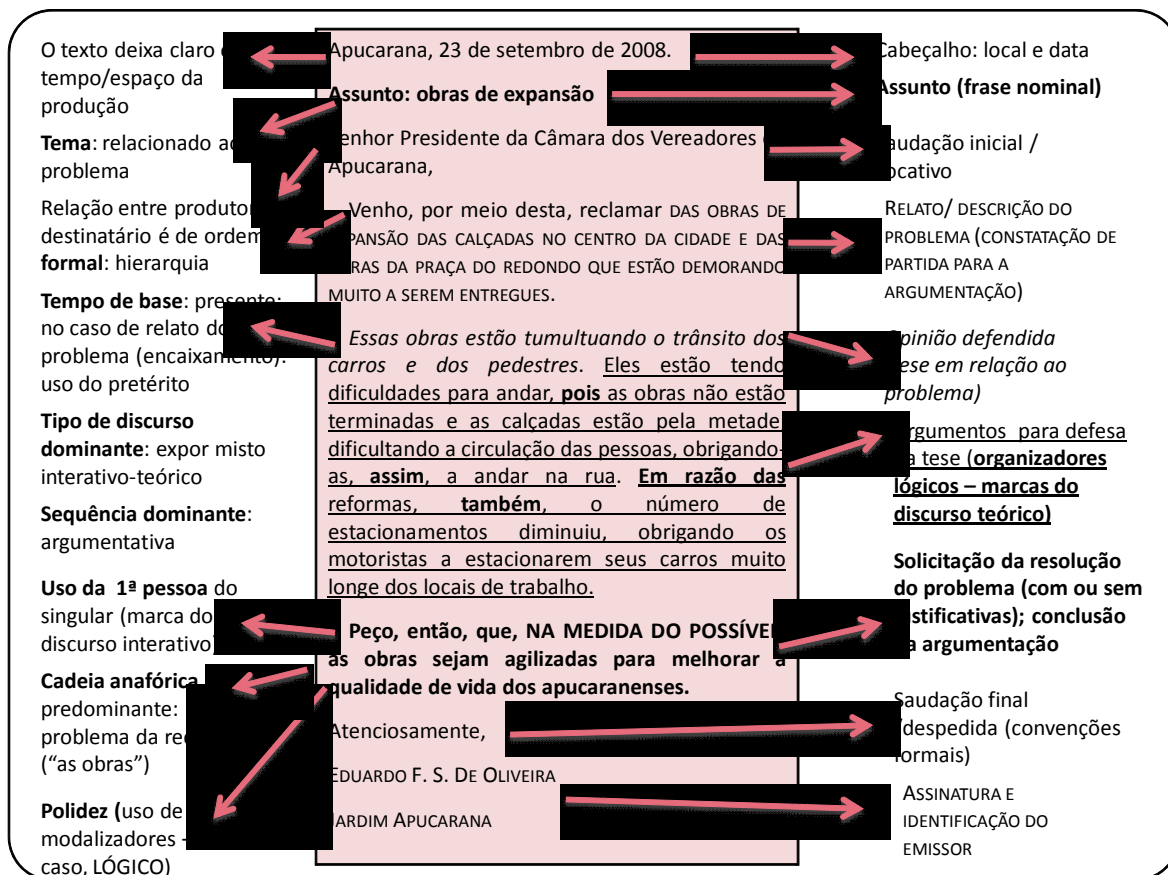 O texto deixa claro
tempo/espaço da
produção
Tema: relacionado ao
problema
Relação entre produtor
destinatário é de ordem
formal: hierarquia
Tempo de base: presente;
no caso de relato do
problema (encaixamento):
uso do pretérito
Tipo de discurso
dominante: expor misto
interativo-teórico
Sequência dominante:
argumentativa
Uso da 1ª pessoa do
singular (marca do
discurso interativo)
Cadeia anafórica
predominante:
problema da
("as obras")
Polidez (uso de
modalizadores -
caso, LÓGICO)
Apucarana, 23 de setembro de 2008.
Assunto: obras de expansão
Senhor Presidente da Câmara dos Vereadores
Apucarana,
Venho, por meio desta, reclamar DAS OBRAS DE
EXPANSÃO DAS CALÇADAS NO CENTRO DA CIDADE E DAS
OBRAS DA PRAÇA DO REDONDO QUE ESTÃO DEMORANDO
MUITO A SEREM ENTREGUES.
Essas obras estão tumultuando o trânsito dos
carros e dos pedestres. Eles estão tendo
dificuldades para andar, pois as obras não estão
terminadas e as calçadas estão pela metade
dificultando a circulação das pessoas, obrigando-
as, assim, a andar na rua. Em razão das
reformas, também, o número de
estacionamentos diminuiu, obrigando os
motoristas a estacionarem seus carros muito
longe dos locais de trabalho.
Peço, então, que, NA MEDIDA DO POSSÍVEL
as obras sejam agilizadas para melhorar a
qualidade de vida dos apucaranenses.
Atenciosamente,
EDUARDO F. S. DE OLIVEIRA
JARDIM APUCARANA
Cabeçalho: local e data
Assunto (frase nominal)
Saudação inicial /
vocativo
RELATO/ DESCRIÇÃO DO
PROBLEMA (CONSTATAÇÃO DE
PARTIDA PARA A
ARGUMENTAÇÃO)
Opinião defendida
(tese em relação ao
problema)
Argumentos para defesa
da tese (organizadores
lógicos – marcas do
discurso teórico)
Solicitação da resolução
do problema (com ou sem
justificativas); conclusão
da argumentação
Saudação final
/despedida (convenções
formais)
ASSINATURA E
IDENTIFICAÇÃO DO
EMISSOR